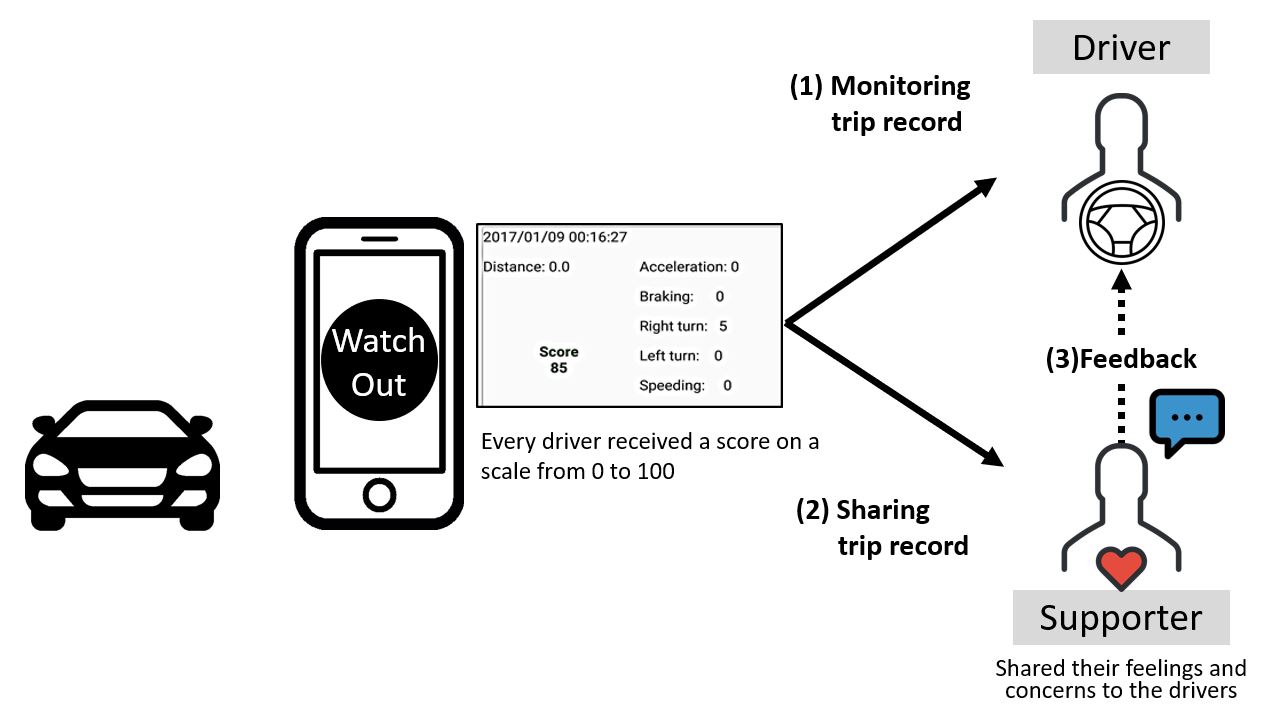 Driver
(1) Monitoring
trip record
Watch
Out
2017/01/09 00:16:27
Distance: 0.0
Acceleration: 0
Braking: 0
Right turn: 5
Left turn: 0
Speeding: 0
Score
85
Every driver received a score on a
scale from 0 to 100
(2) Sharing
trip record
(3)Feedback
Supporter
Shared their feelings and
concerns to the drivers